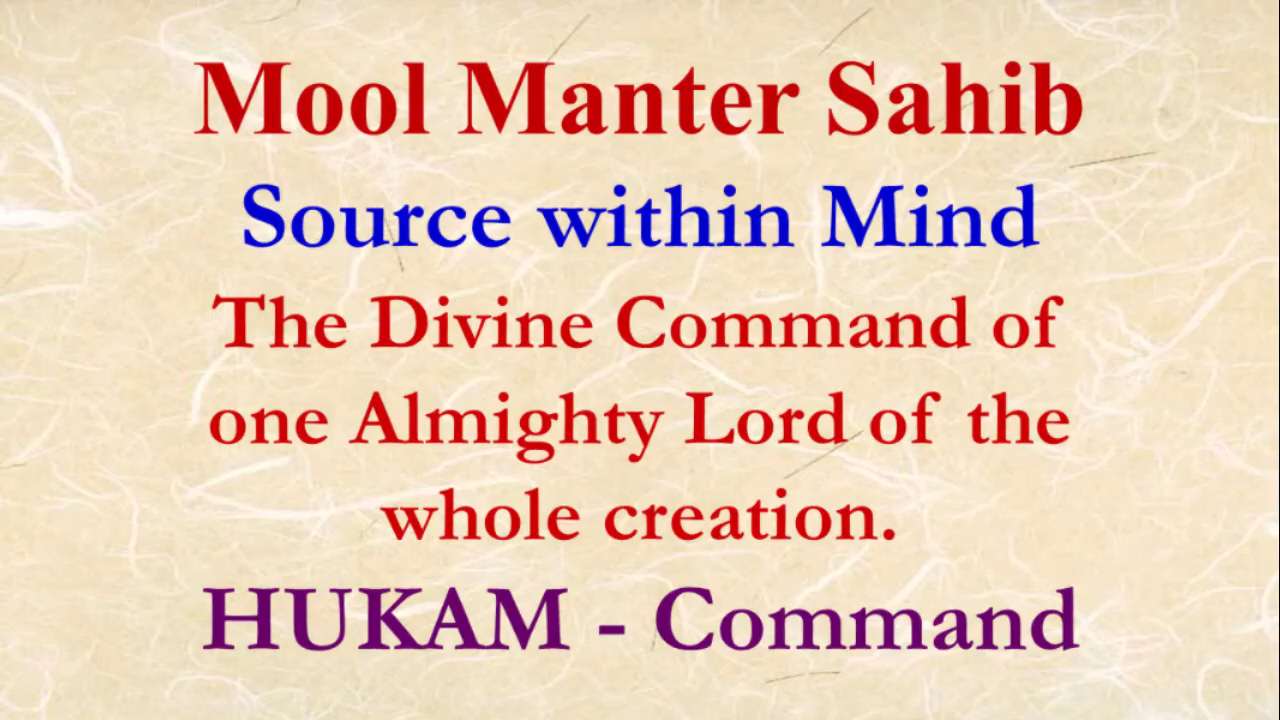 Mool Manter Sahib
Source within Mind
The Divine Command of
one Almighty Lord of the
whole creation.
HUKAM - Command